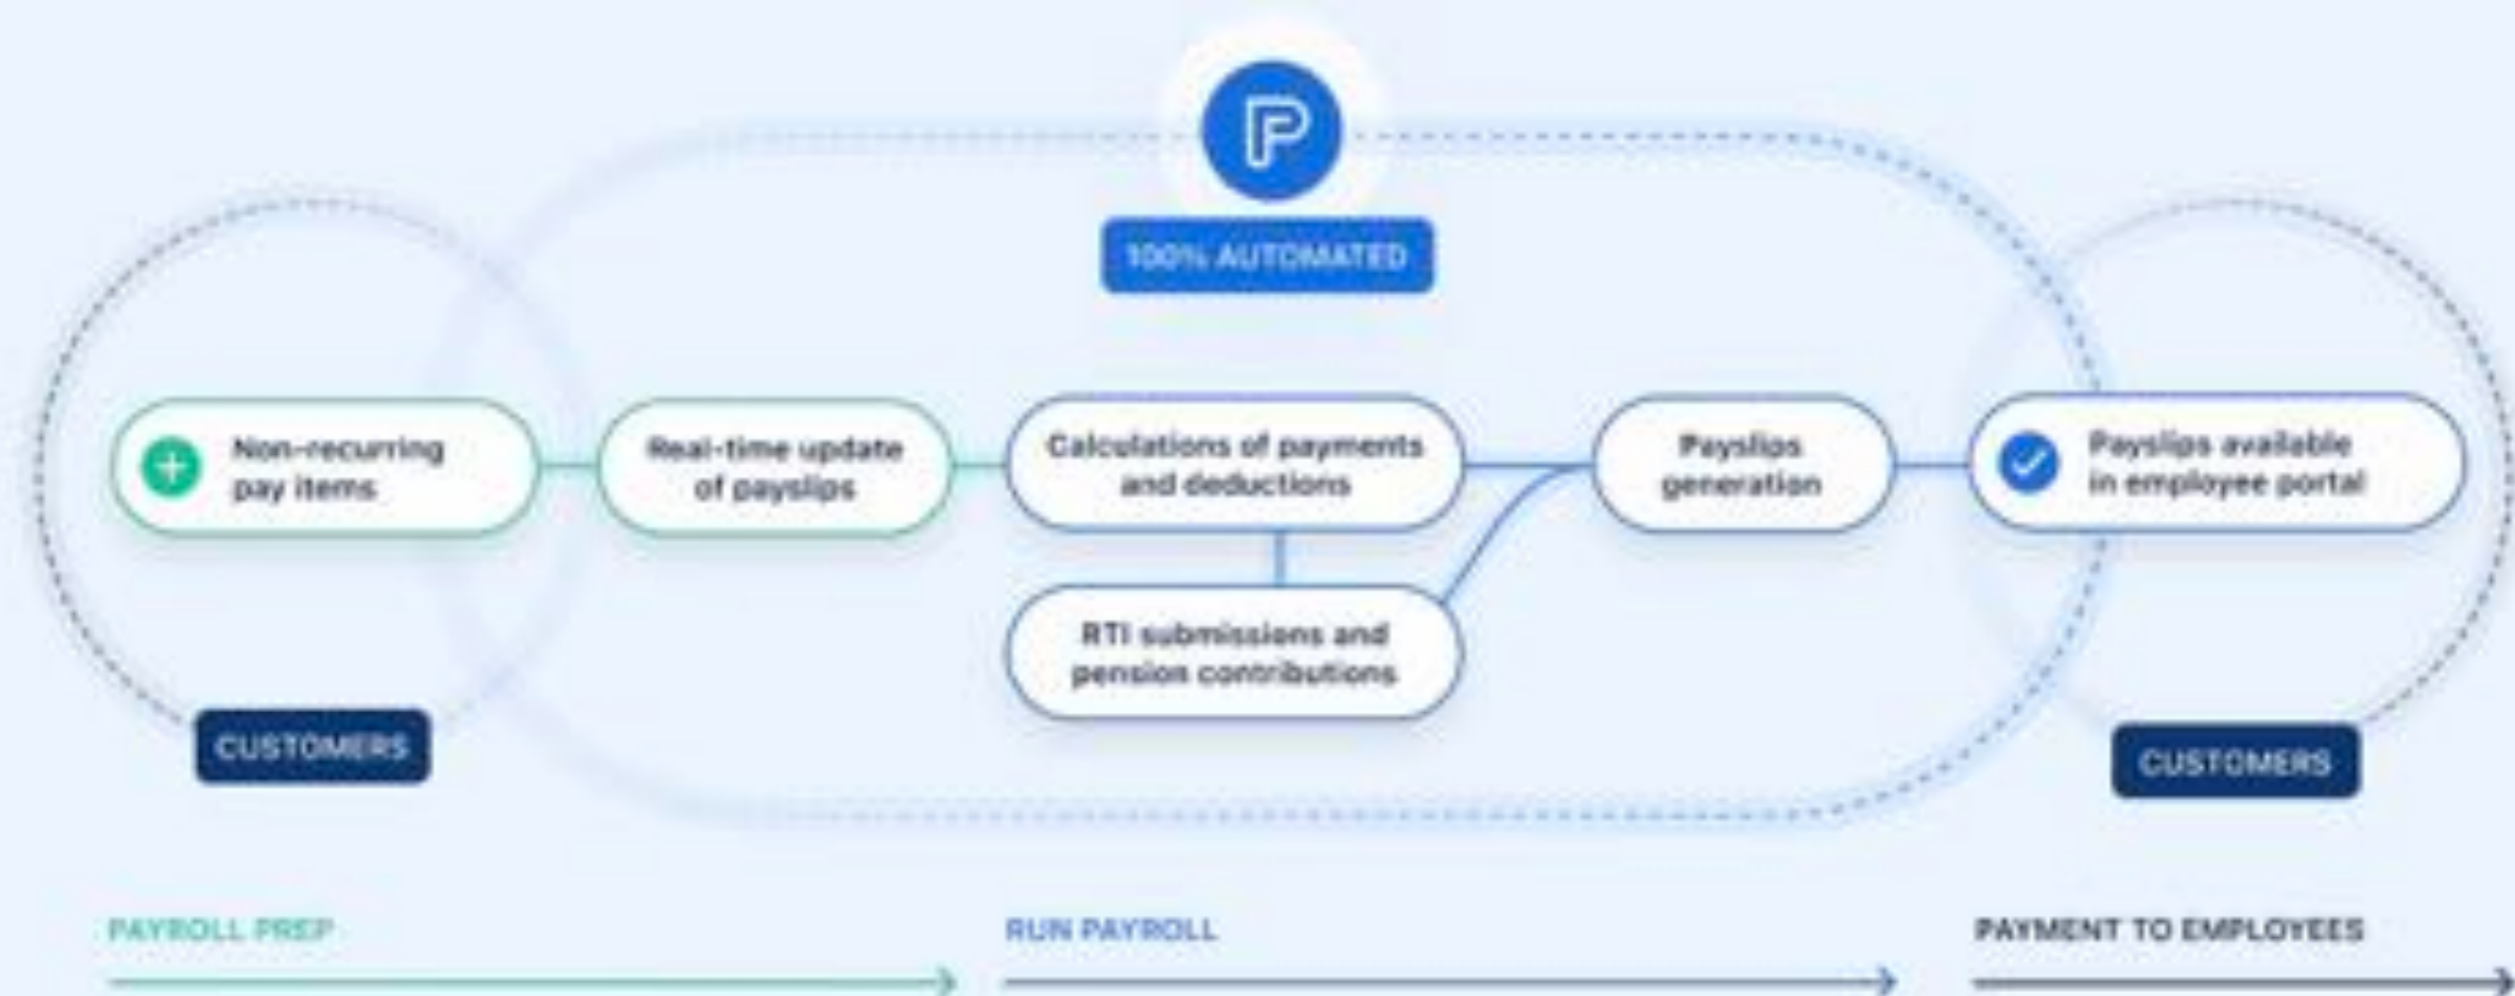 P
100% AUTOMATED
Non-recurring
pay items
Real-time update
of payslips
Calculations of payments
and deductions
Payslips
generation
Payslips available
in employee portal
RTI submissions and
pension contributions
CUSTOMERS
CUSTOMERS
PAYROLL PREP
RUN PAYROLL
PAYMENT TO EMPLOYEES